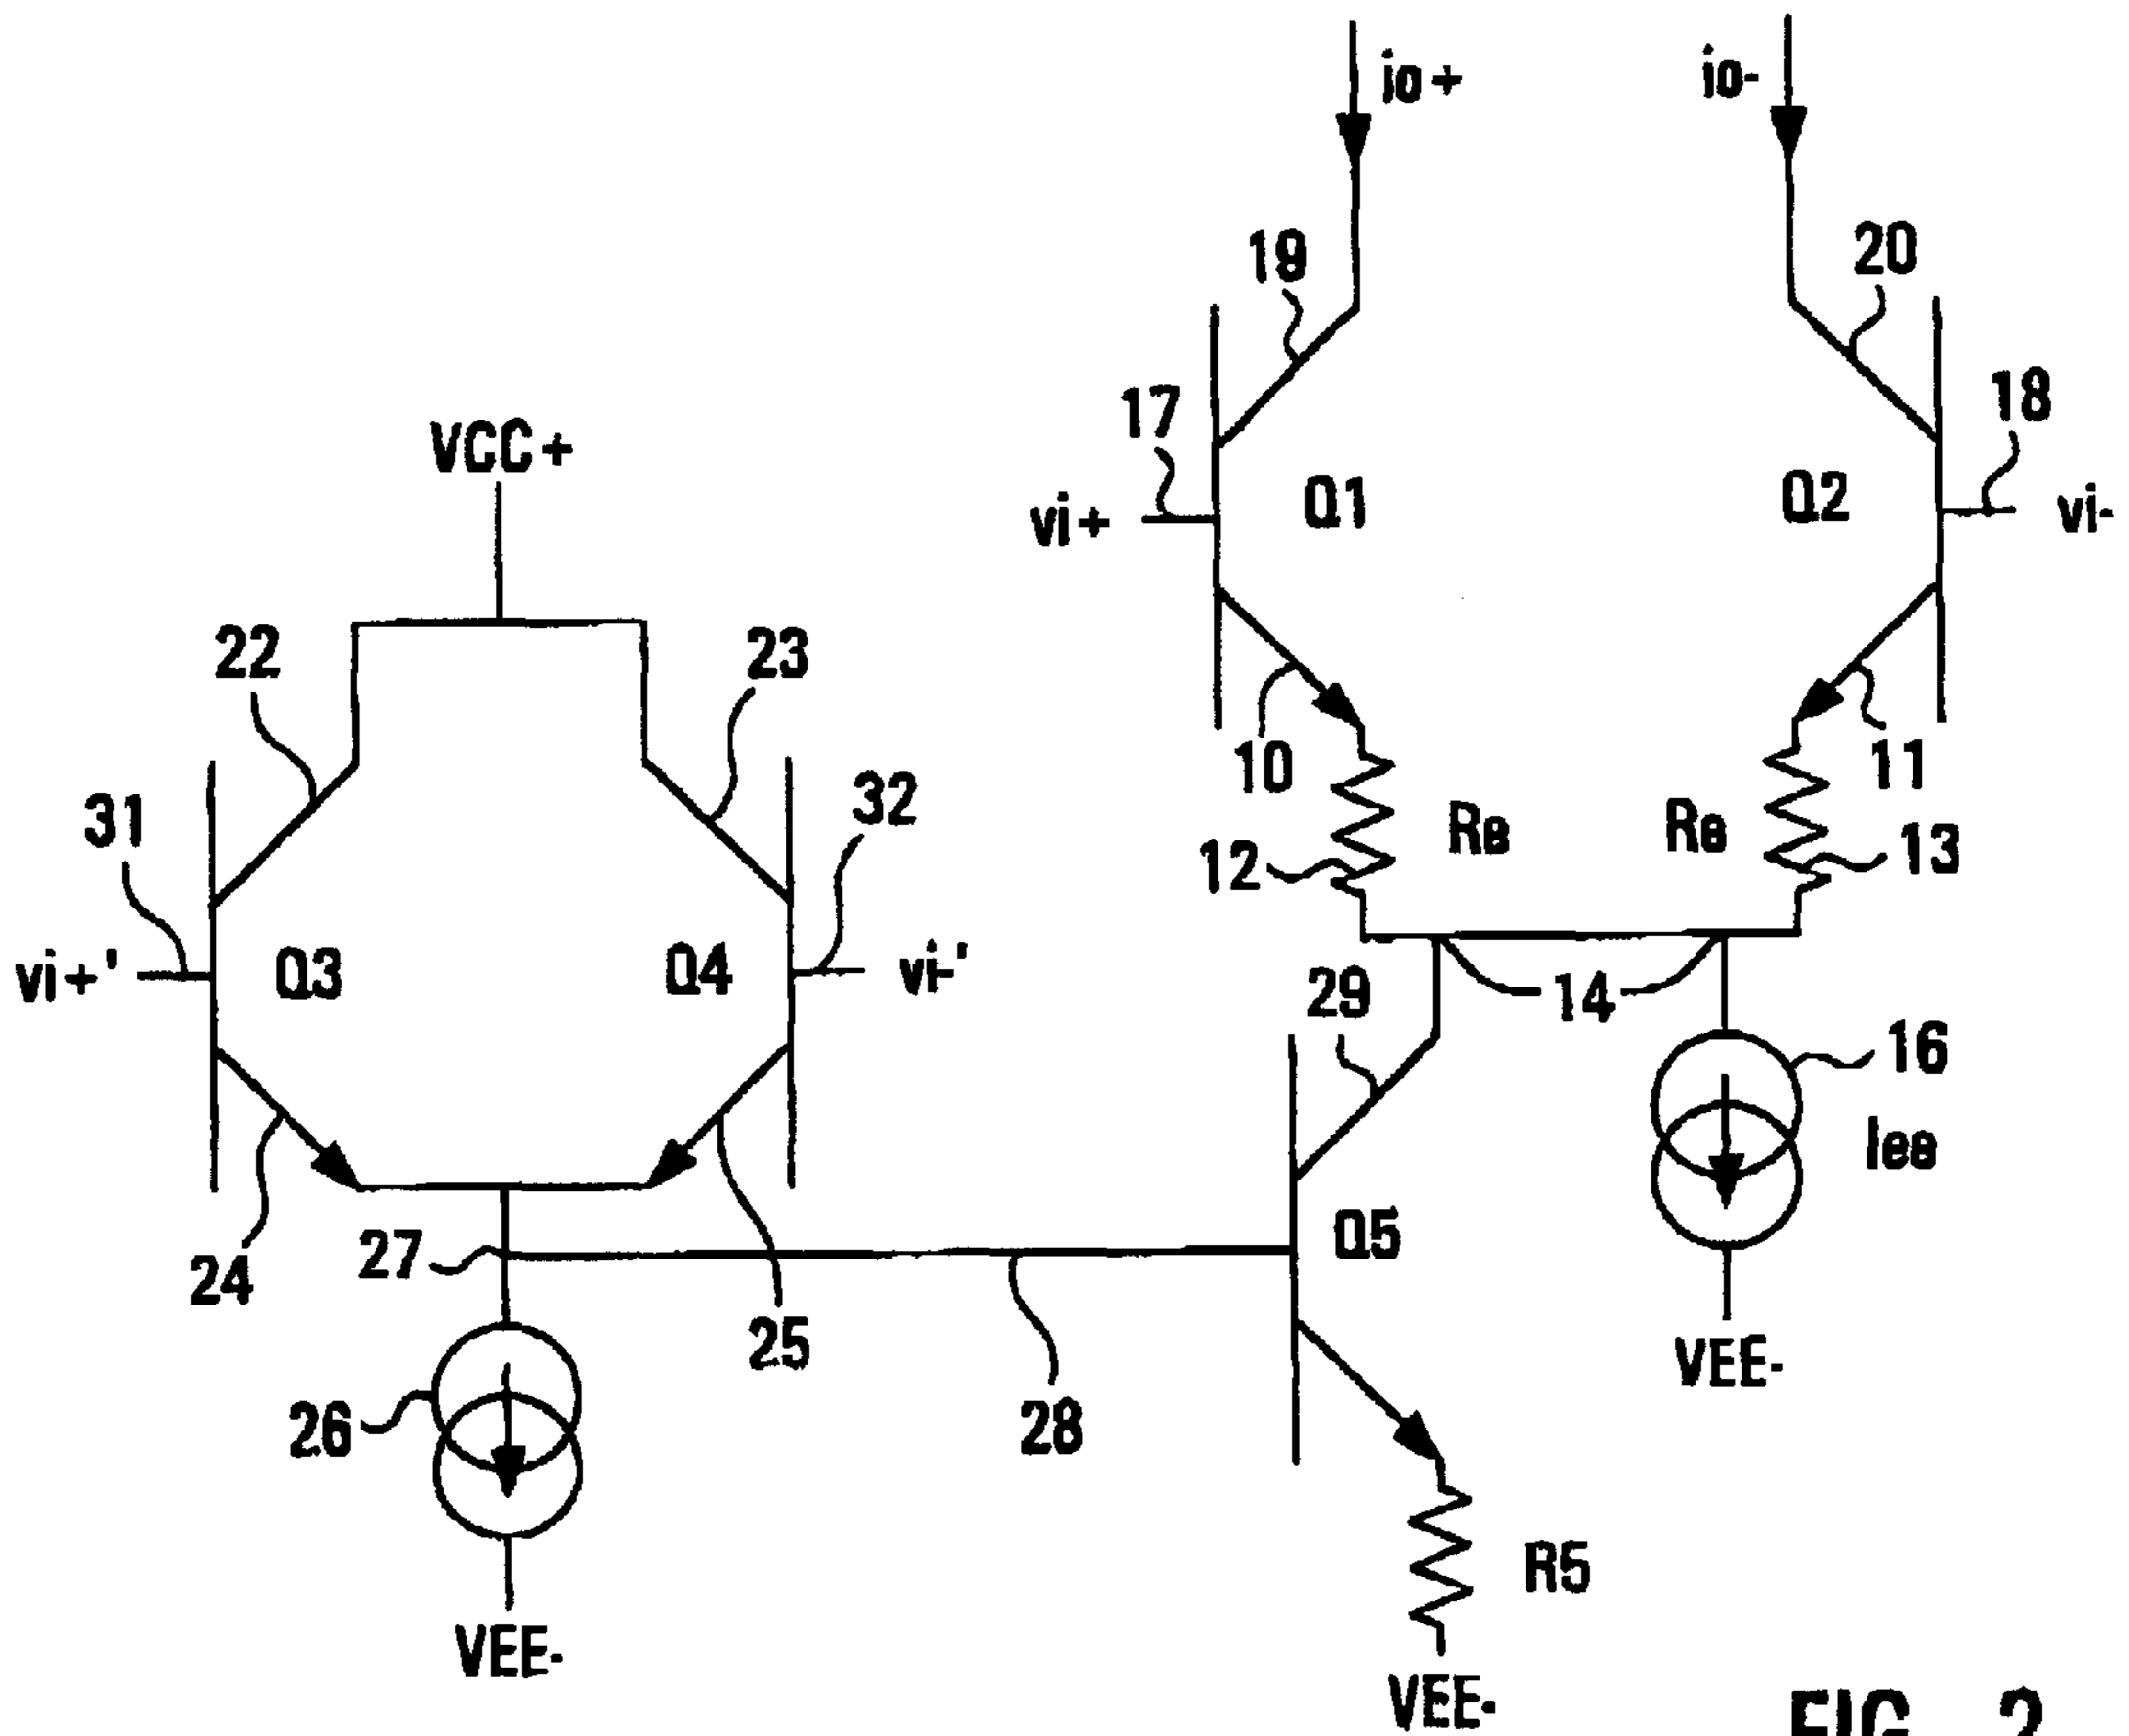 io+
io-
19
20
17
18
VCC+
vi+
Q1
Q2
vi-
22
23
10
11
31
32
Re
Re
12
13
vi+'
Q3
Q4
vi-'
29
14
16
Iee
Q5
24
27
25
26
28
VEE-
R5
VEE-
VEE-
FIG. 2